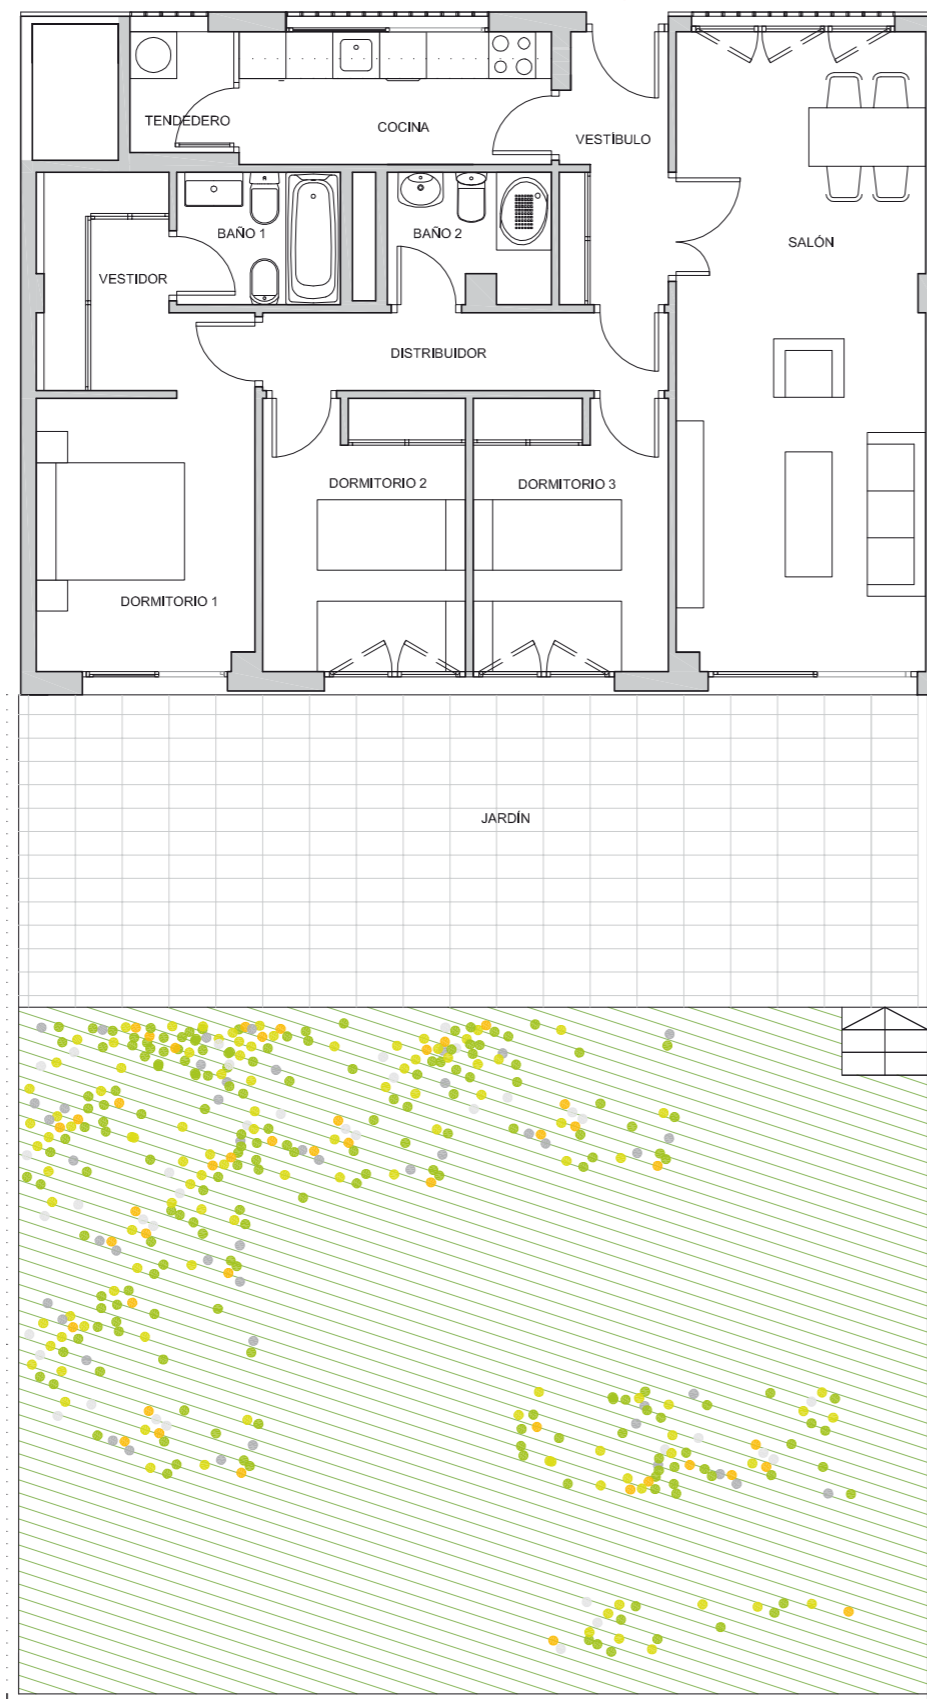 TENDEDERO
COCINA
VESTÍBULO
BAÑO 1
BAÑO 2
SALÓN
VESTIDOR
DISTRIBUIDOR
DORMITORIO 2
DORMITORIO 3
DORMITORIO 1
JARDÍN